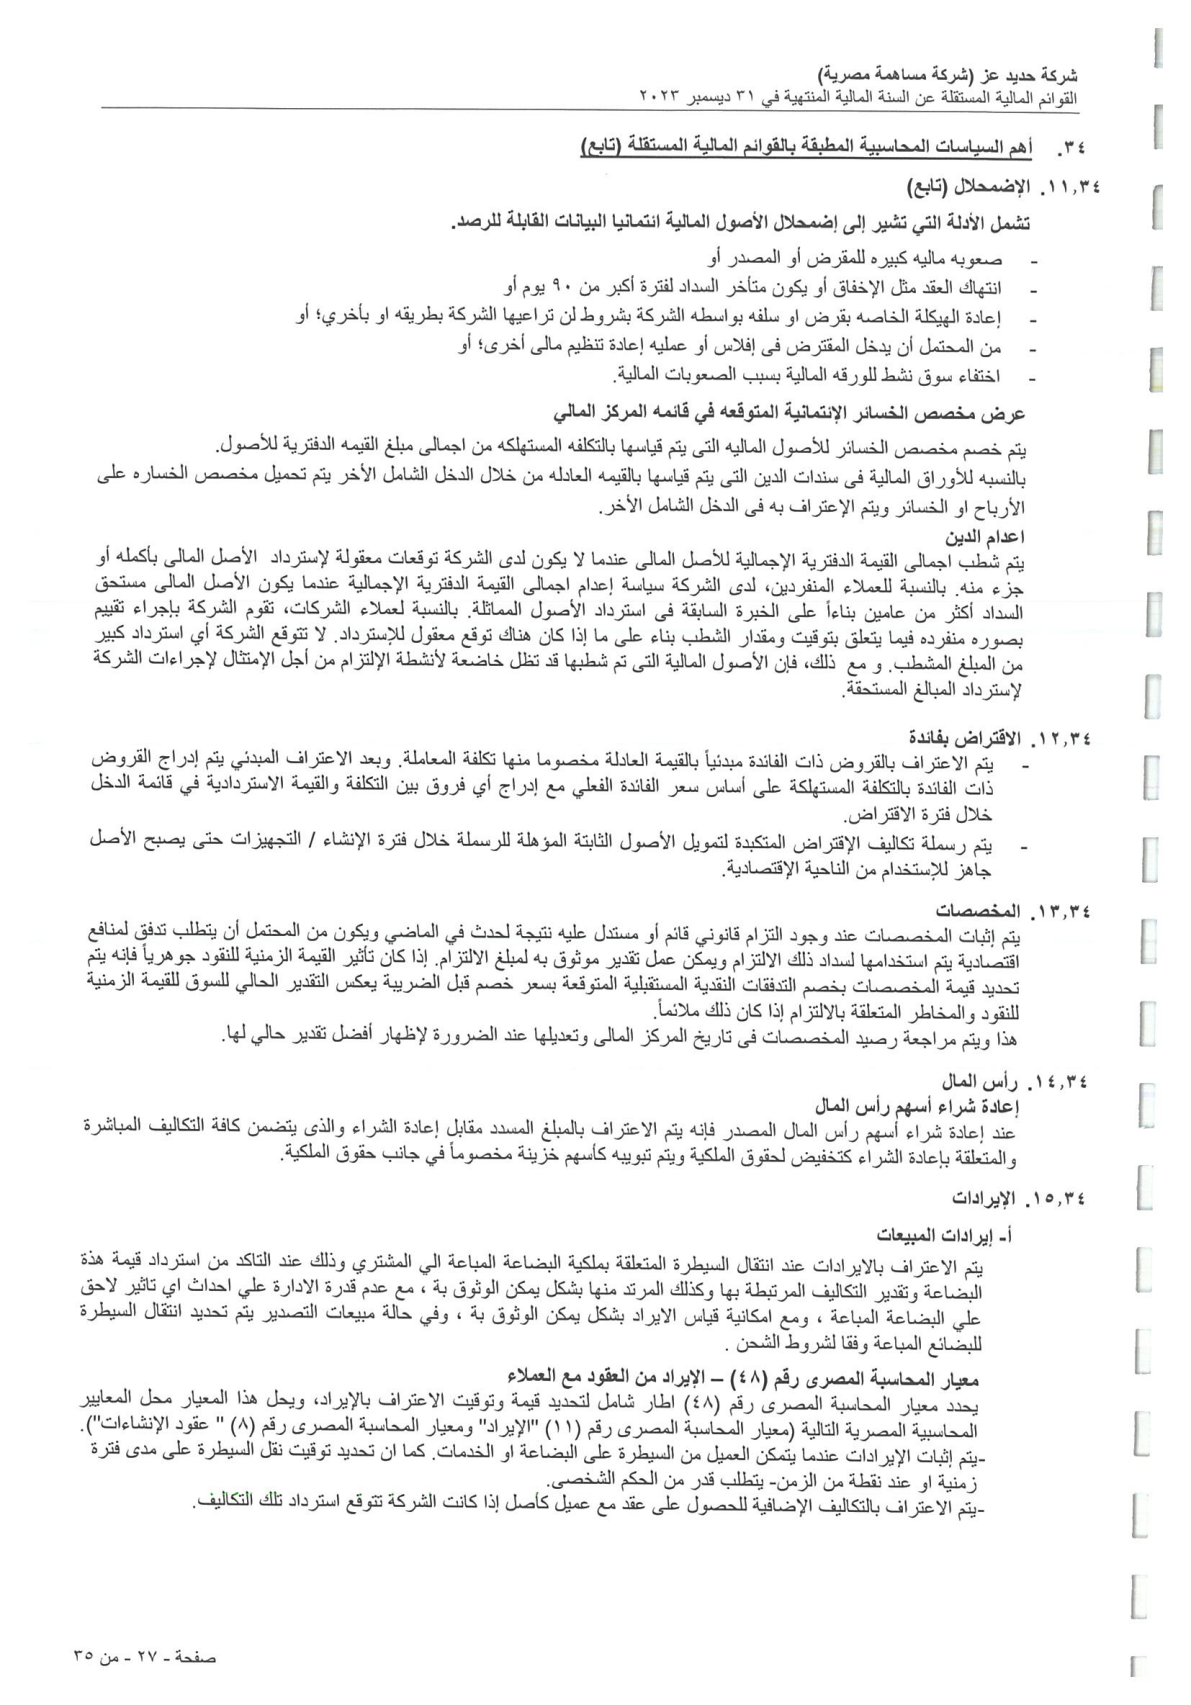 شركة حديد عز (شركة مساهمة مصرية)
القوائم المالية المستقلة عن السنة المالية المنتهية في ٣١ ديسمبر ٢٠٢٣
٣٤. أهم السياسات المحاسبية المطبقة بالقوائم المالية المستقلة (تابع)
١١,٣٤. الإضمحلال (تابع)
تشمل الأدلة التي تشير إلى إضمحلال الأصول المالية ائتمانيا البيانات القابلة للرصد.
- صعوبه ماليه كبيره للمقرض أو المصدر أو
- انتهاك العقد مثل الإخفاق أو يكون متأخر السداد لفترة أكبر من ٩٠ يوم أو
- إعادة الهيكلة الخاصه بقرض او سلفه بواسطه الشركة بشروط لن تراعيها الشركة بطريقه او بأخري؛ أو
- من المحتمل أن يدخل المقترض فى إفلاس أو عمليه إعادة تنظيم مالى أخرى؛ أو
- اختفاء سوق نشط للورقه المالية بسبب الصعوبات المالية.
عرض مخصص الخسائر الإئتمانية المتوقعه في قائمه المركز المالي
يتم خصم مخصص الخسائر للأصول الماليه التى يتم قياسها بالتكلفه المستهلكه من اجمالى مبلغ القيمه الدفترية للأصول.
بالنسبه للأوراق المالية فى سندات الدين التى يتم قياسها بالقيمه العادله من خلال الدخل الشامل الأخر يتم تحميل مخصص الخساره على
الأرباح او الخسائر ويتم الإعتراف به فى الدخل الشامل الأخر.
اعدام الدين
يتم شطب اجمالى القيمة الدفترية الإجمالية للأصل المالى عندما لا يكون لدى الشركة توقعات معقولة لإسترداد الأصل المالى بأكمله أو
جزء منه. بالنسبة للعملاء المنفردين، لدى الشركة سياسة إعدام اجمالى القيمة الدفترية الإجمالية عندما يكون الأصل المالى مستحق
السداد أكثر من عامين بناءاً على الخبرة السابقة فى استرداد الأصول المماثلة. بالنسبة لعملاء الشركات، تقوم الشركة بإجراء تقييم
بصوره منفرده فيما يتعلق بتوقيت ومقدار الشطب بناء على ما إذا كان هناك توقع معقول للإسترداد. لا تتوقع الشركة أي استرداد كبير
من المبلغ المشطب. و مع ذلك، فإن الأصول المالية التى تم شطبها قد تظل خاضعة لأنشطة الإلتزام من أجل الإمتثال لإجراءات الشركة
لإسترداد المبالغ المستحقة.
١٢,٣٤. الاقتراض بفائدة
- يتم الاعتراف بالقروض ذات الفائدة مبدئياً بالقيمة العادلة مخصوما منها تكلفة المعاملة. وبعد الاعتراف المبدئي يتم إدراج القروض
ذات الفائدة بالتكلفة المستهلكة على أساس سعر الفائدة الفعلي مع إدراج أي فروق بين التكلفة والقيمة الاستردادية في قائمة الدخل
خلال فترة الاقتراض.
- يتم رسملة تكاليف الإقتراض المتكبدة لتمويل الأصول الثابتة المؤهلة للرسملة خلال فترة الإنشاء / التجهيزات حتى يصبح الأصل
جاهز للإستخدام من الناحية الإقتصادية.
١٣,٣٤. المخصصات
يتم إثبات المخصصات عند وجود التزام قانوني قائم أو مستدل عليه نتيجة لحدث في الماضي ويكون من المحتمل أن يتطلب تدفق لمنافع
اقتصادية يتم استخدامها لسداد ذلك الالتزام ويمكن عمل تقدير موثوق به لمبلغ الالتزام. إذا كان تأثير القيمة الزمنية للنقود جوهرياً فإنه يتم
تحديد قيمة المخصصات بخصم التدفقات النقدية المستقبلية المتوقعة بسعر خصم قبل الضريبة يعكس التقدير الحالي للسوق للقيمة الزمنية
للنقود والمخاطر المتعلقة بالالتزام إذا كان ذلك ملائماً.
هذا ويتم مراجعة رصيد المخصصات فى تاريخ المركز المالى وتعديلها عند الضرورة لإظهار أفضل تقدير حالي لها.
١٤,٣٤. رأس المال
إعادة شراء أسهم رأس المال
عند إعادة شراء أسهم رأس المال المصدر فإنه يتم الاعتراف بالمبلغ المسدد مقابل إعادة الشراء والذى يتضمن كافة التكاليف المباشرة
والمتعلقة بإعادة الشراء كتخفيض لحقوق الملكية ويتم تبويبه كأسهم خزينة مخصوماً في جانب حقوق الملكية.
١٥,٣٤. الإيرادات
أ- إيرادات المبيعات
يتم الاعتراف بالايرادات عند انتقال السيطرة المتعلقة بملكية البضاعة المباعة الي المشتري وذلك عند التاكد من استرداد قيمة هذة
البضاعة وتقدير التكاليف المرتبطة بها وكذلك المرتد منها بشكل يمكن الوثوق بة ، مع عدم قدرة الادارة علي احداث اي تاثير لاحق
علي البضاعة المباعة ، ومع امكانية قياس الايراد بشكل يمكن الوثوق بة ، وفي حالة مبيعات التصدير يتم تحديد انتقال السيطرة
للبضائع المباعة وفقا لشروط الشحن .
معيار المحاسبة المصرى رقم (٤٨) – الإيراد من العقود مع العملاء
يحدد معيار المحاسبة المصرى رقم (٤٨) اطار شامل لتحديد قيمة وتوقيت الاعتراف بالإيراد، ويحل هذا المعيار محل المعايير
المحاسبية المصرية التالية (معيار المحاسبة المصرى رقم (١١) "الإيراد" ومعيار المحاسبة المصرى رقم (٨) " عقود الإنشاءات").
-يتم إثبات الإيرادات عندما يتمكن العميل من السيطرة على البضاعة او الخدمات. كما ان تحديد توقيت نقل السيطرة على مدى فترة
زمنية او عند نقطة من الزمن- يتطلب قدر من الحكم الشخصى.
-يتم الاعتراف بالتكاليف الإضافية للحصول على عقد مع عميل كأصل إذا كانت الشركة تتوقع استرداد تلك التكاليف.
صفحة - ٢٧ - من ٣٥